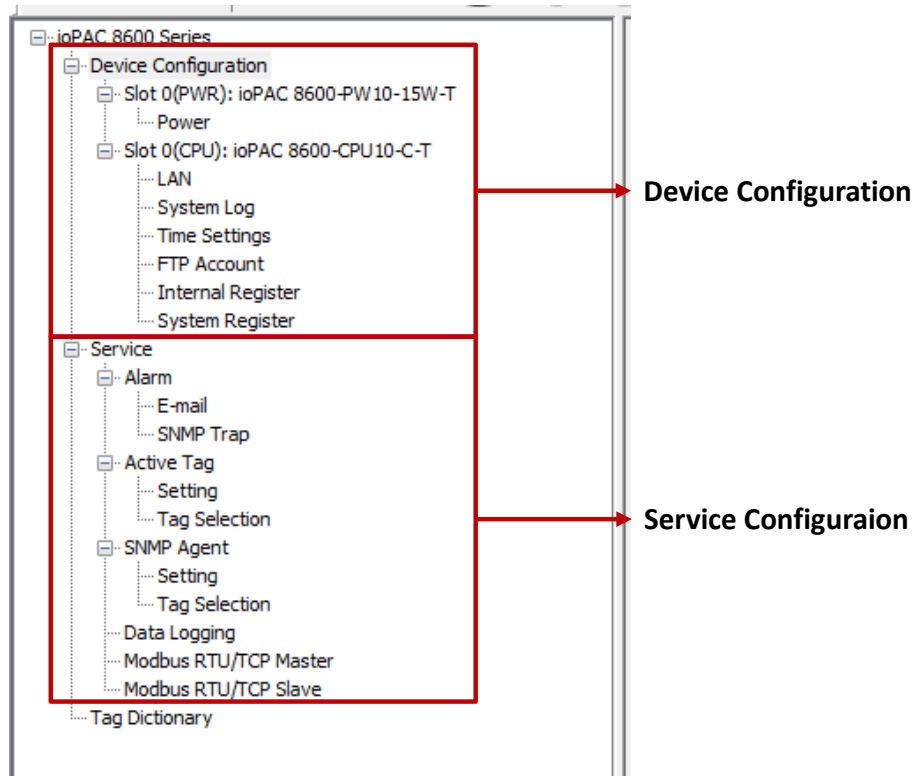 ioPAC 8600 Series
Device Configuration
Slot 0(PWR): ioPAC 8600-PW10-15W-T
Power
Slot 0(CPU): ioPAC 8600-CPU10-C-T
LAN
System Log
Time Settings
FTP Account
Internal Register
System Register
Service
Alarm
E-mail
SNMP Trap
Active Tag
Setting
Tag Selection
SNMP Agent
Setting
Tag Selection
Data Logging
Modbus RTU/TCP Master
Modbus RTU/TCP Slave
Tag Dictionary
Device Configuration
Service Configuraion